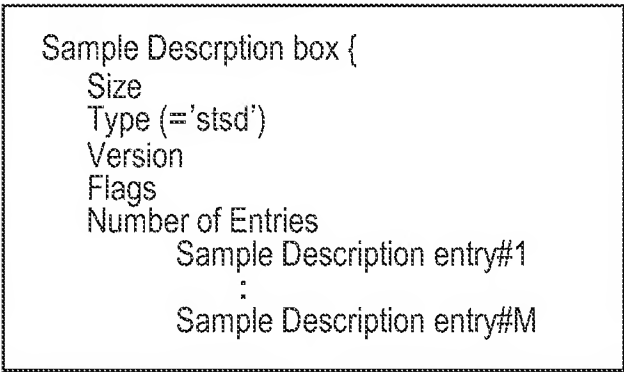 Sample Descrption box {
Size
Type (='stsd')
Version
Flags
Number of Entries
Sample Description entry#1
:
Sample Description entry#M